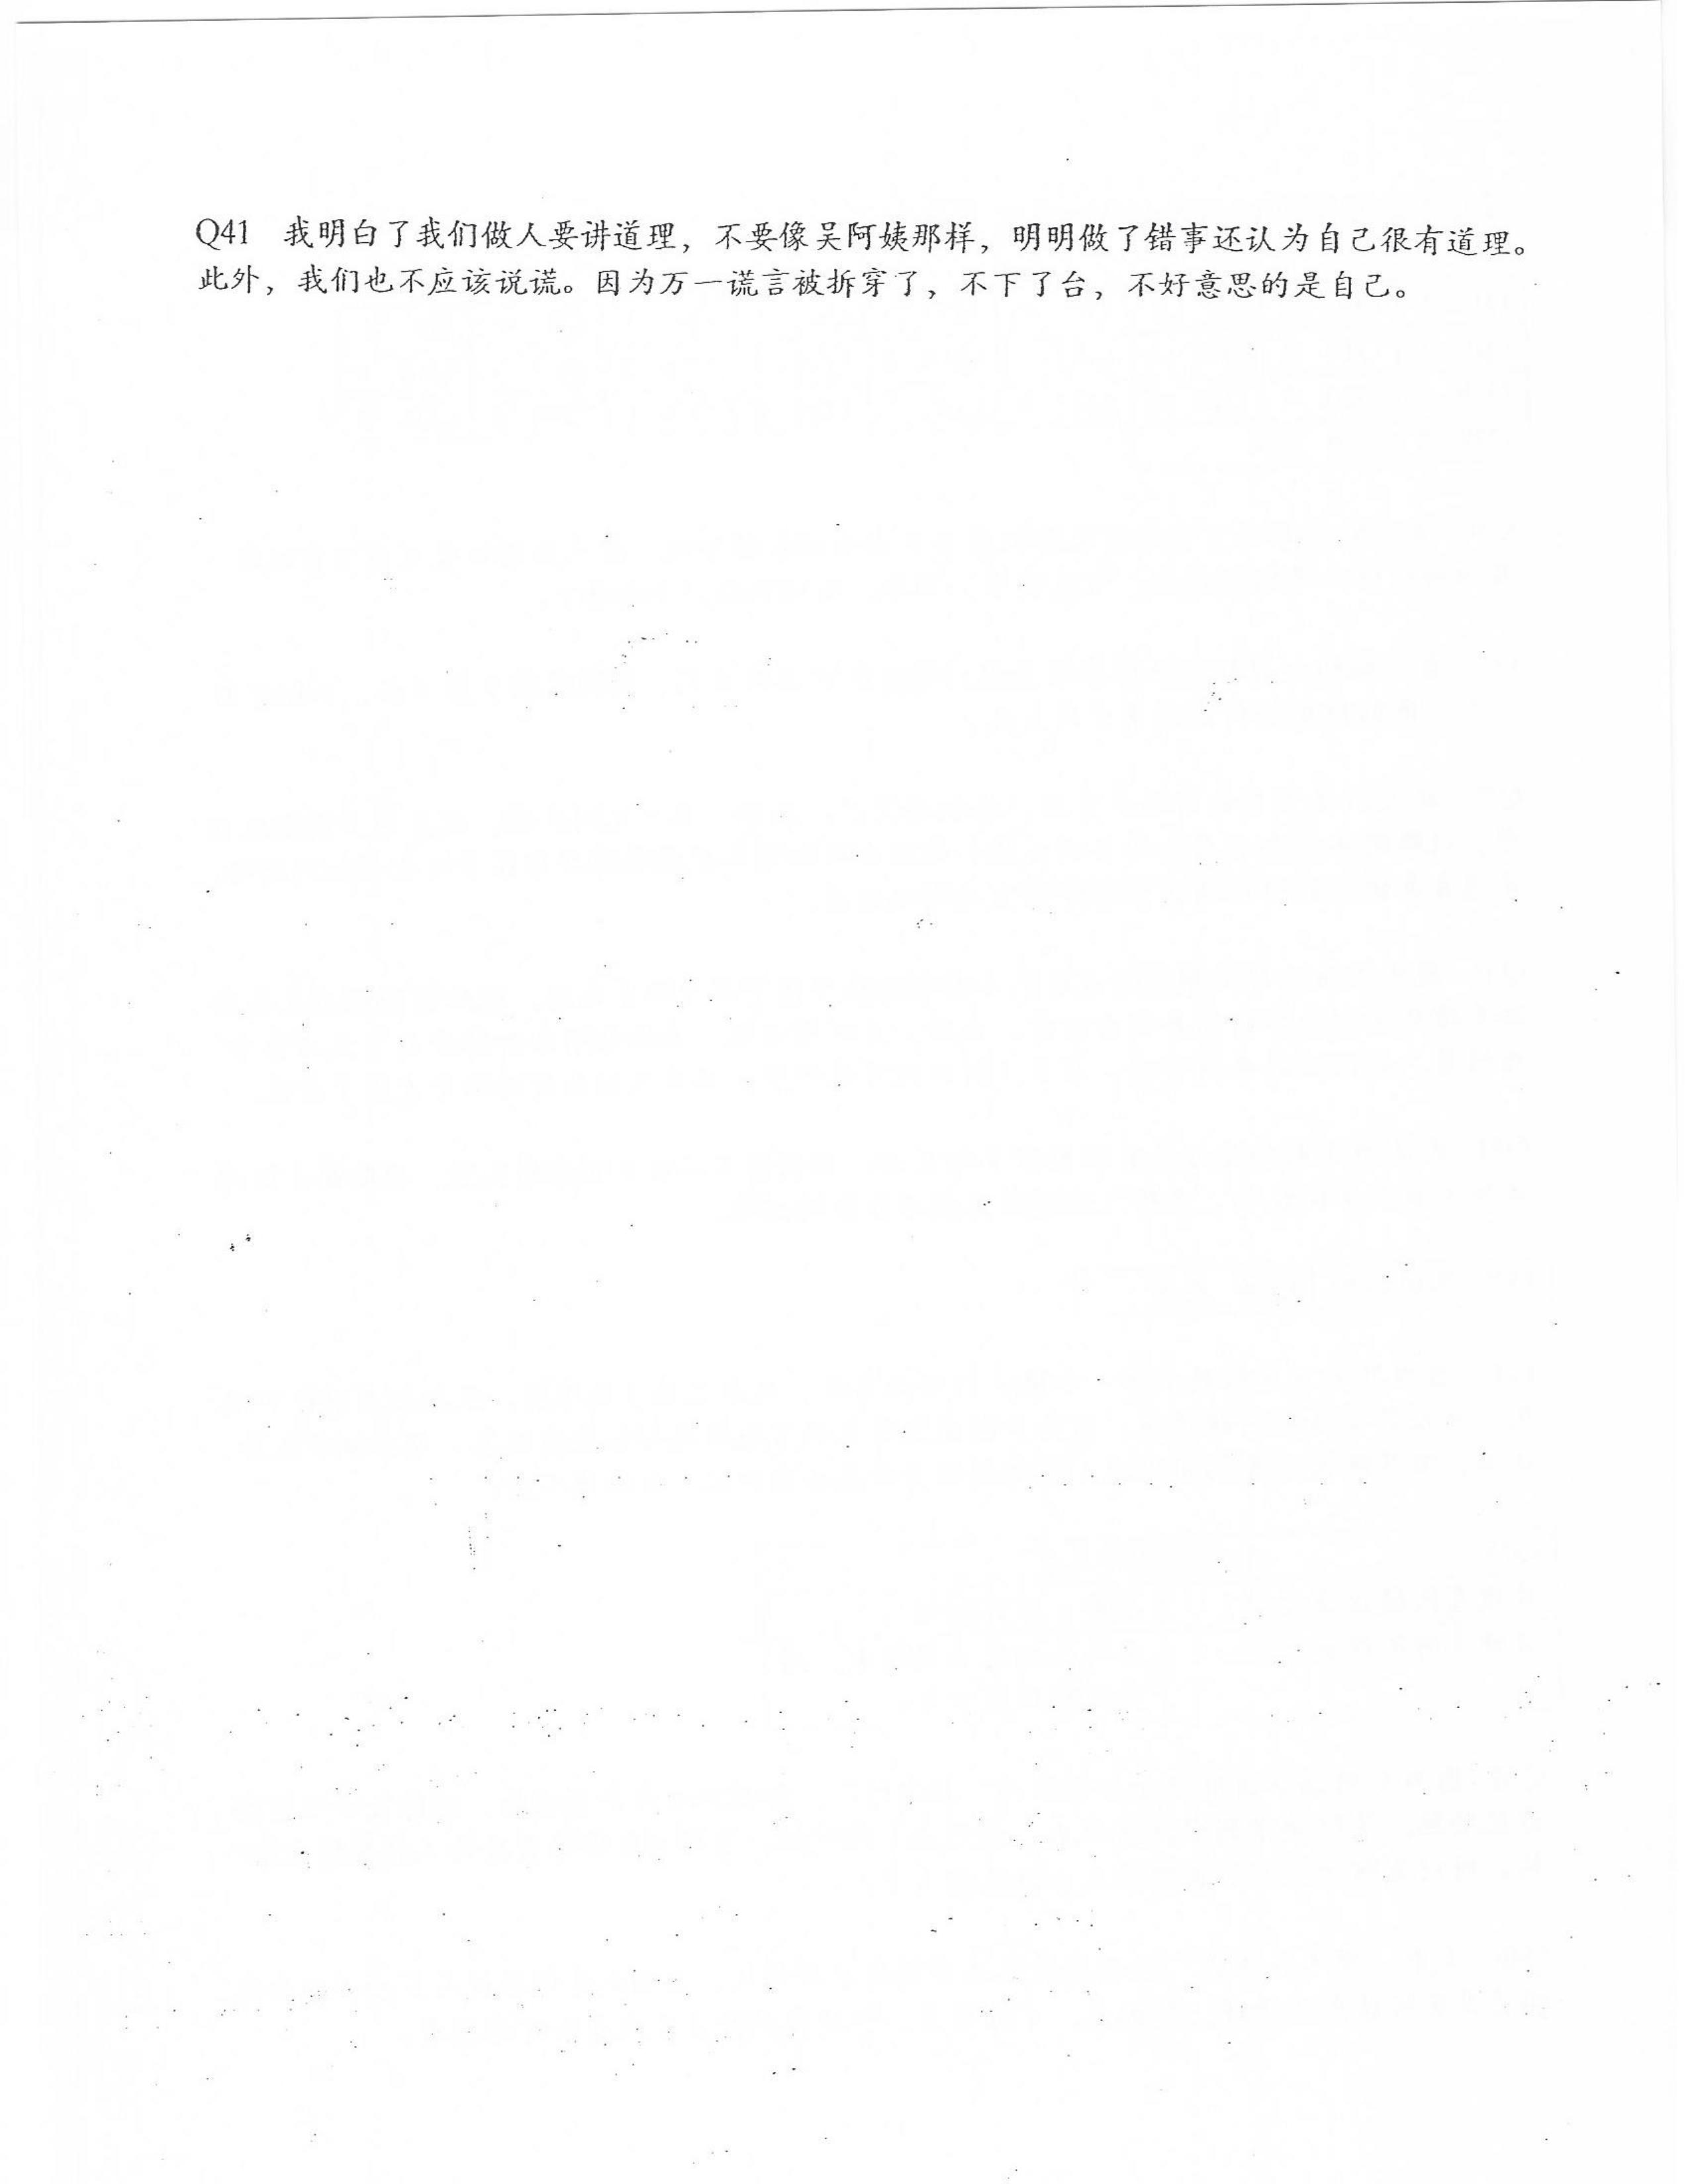 Q41 我明白了我们做人要讲道理，不要像吴阿姨那样，明明做了错事还认为自己很有道理。
此外，我们也不应该说谎。因为万一谎言被拆穿了，不下了台，不好意思的是自己。